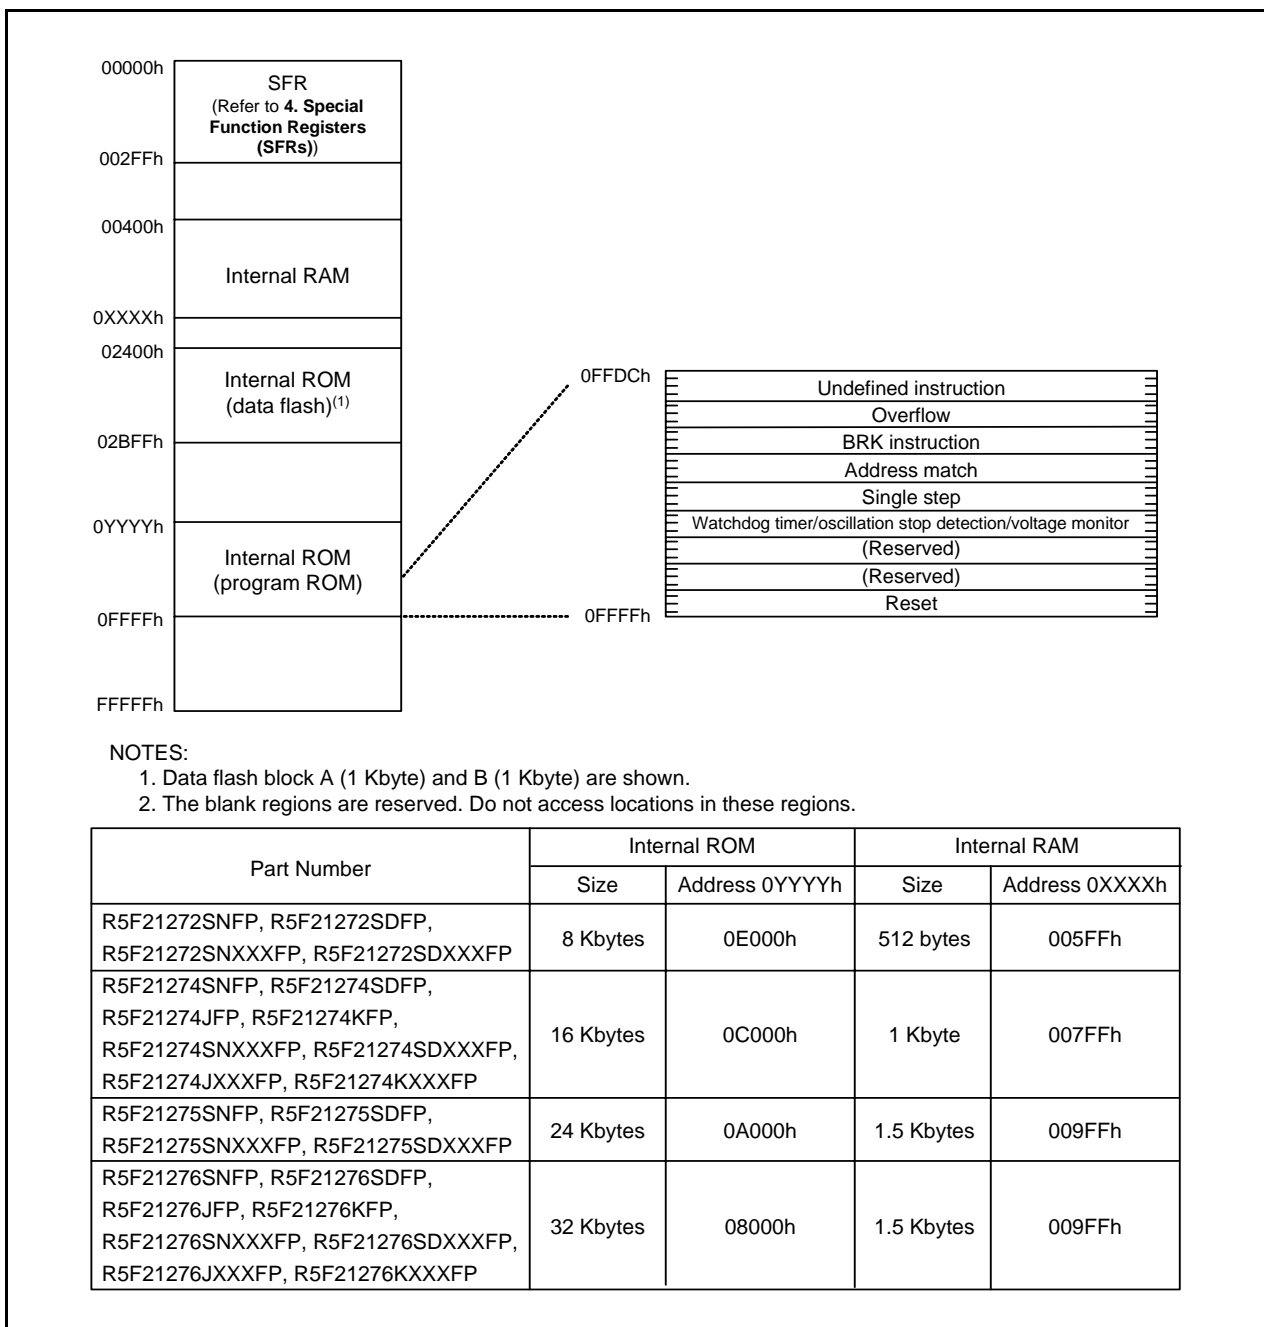 00000h
SFR
(Refer to 4. Special
Function Registers
(SFRs))
002FFh
00400h
Internal RAM
0XXXXh
02400h
Internal ROM
(data flash)(1)
02BFFh
0YYYYh
Internal ROM
(program ROM)
0FFFFh
FFFFFh
0FFDCh
Undefined instruction
Overflow
BRK instruction
Address match
Single step
Watchdog timer/oscillation stop detection/voltage monitor
(Reserved)
(Reserved)
Reset
0FFFFh
NOTES:
1. Data flash block A (1 Kbyte) and B (1 Kbyte) are shown.
2. The blank regions are reserved. Do not access locations in these regions.
Part Number
Internal ROM
Internal RAM
Size
Address 0YYYYh
Size
Address 0XXXXh
R5F21272SNFP, R5F21272SDFP,
R5F21272SNXXXFP, R5F21272SDXXXFP
8 Kbytes
0E000h
512 bytes
005FFh
R5F21274SNFP, R5F21274SDFP,
R5F21274JFP, R5F21274KFP,
R5F21274SNXXXFP, R5F21274SDXXXFP,
R5F21274JXXXFP, R5F21274KXXXFP
16 Kbytes
0C000h
1 Kbyte
007FFh
R5F21275SNFP, R5F21275SDFP,
R5F21275SNXXXFP, R5F21275SDXXXFP
24 Kbytes
0A000h
1.5 Kbytes
009FFh
R5F21276SNFP, R5F21276SDFP,
R5F21276JFP, R5F21276KFP,
R5F21276SNXXXFP, R5F21276SDXXXFP,
R5F21276JXXXFP, R5F21276KXXXFP
32 Kbytes
08000h
1.5 Kbytes
009FFh